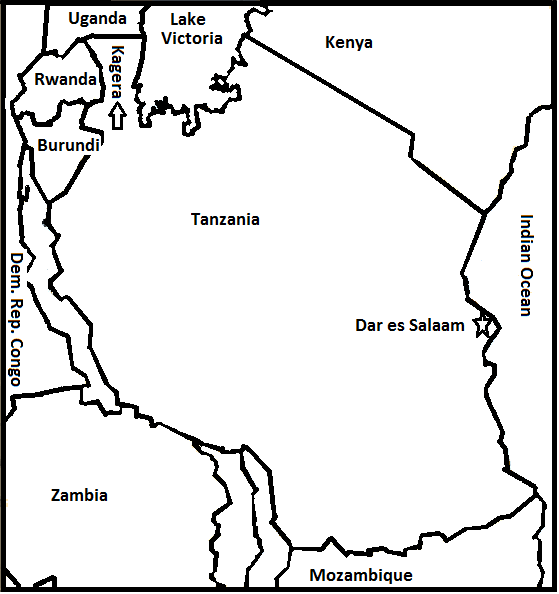 Uganda
Lake
Victoria
Kenya
Kagera
Rwanda
Burundi
Tanzania
Indian Ocean
Dem. Rep. Congo
Dar es Salaam
Zambia
Mozambique